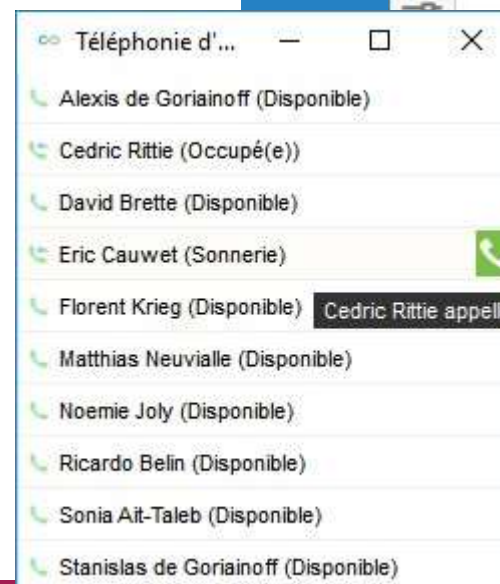 Téléphonie d'...
Alexis de Goriainoff (Disponible)
Cedric Rittie (Occupé(e))
David Brette (Disponible)
Eric Cauwet (Sonnerie)
Florent Krieg (Disponible)
Cedric Rittie appell
Matthias Neuvialle (Disponible)
Noemie Joly (Disponible)
Ricardo Belin (Disponible)
Sonia Ait-Taleb (Disponible)
Stanislas de Goriainoff (Disponible)